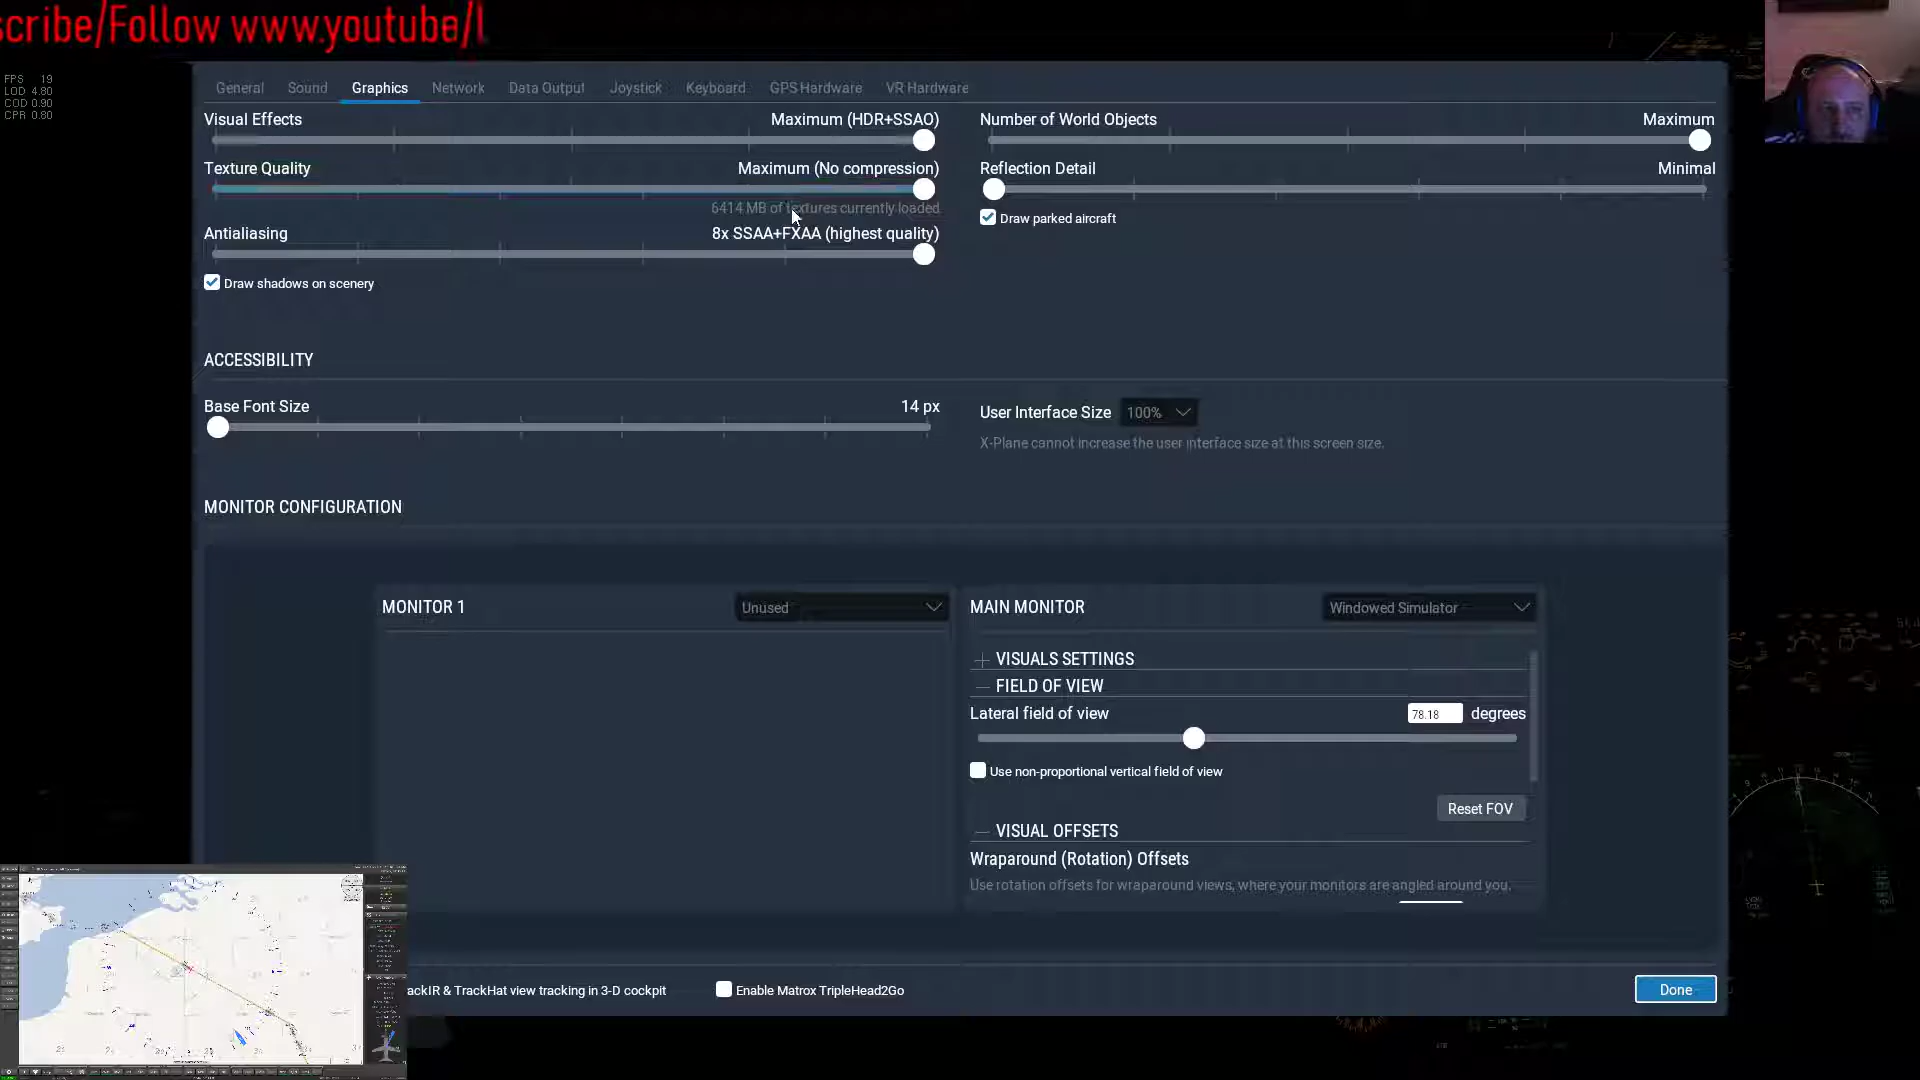 scribe/Follow www.youtube/
FPS 19
LOD 4.80
COD 0.90
CPR 0.80
General Sound Graphics Network Data Output Joystick Keyboard GPS Hardware VR Hardware
Visual Effects Maximum (HDR+SSAO)
Number of World Objects Maximum
Texture Quality Maximum (No compression)
Reflection Detail Minimal
6414 MB of textures currently loaded
Draw parked aircraft
Antialiasing 8x SSAA+FXAA (highest quality)
Draw shadows on scenery
ACCESSIBILITY
Base Font Size 14 px
User Interface Size 100%
X-Plane cannot increase the user interface size at this screen size.
MONITOR CONFIGURATION
MONITOR 1 Unused
MAIN MONITOR Windowed Simulator
VISUALS SETTINGS
FIELD OF VIEW
Lateral field of view 78.18 degrees
Use non-proportional vertical field of view
Reset FOV
VISUAL OFFSETS
Wraparound (Rotation) Offsets
Use rotation offsets for wraparound views, where your monitors are angled around you.
ackIR & TrackHat view tracking in 3-D cockpit
Enable Matrox TripleHead2Go
Done